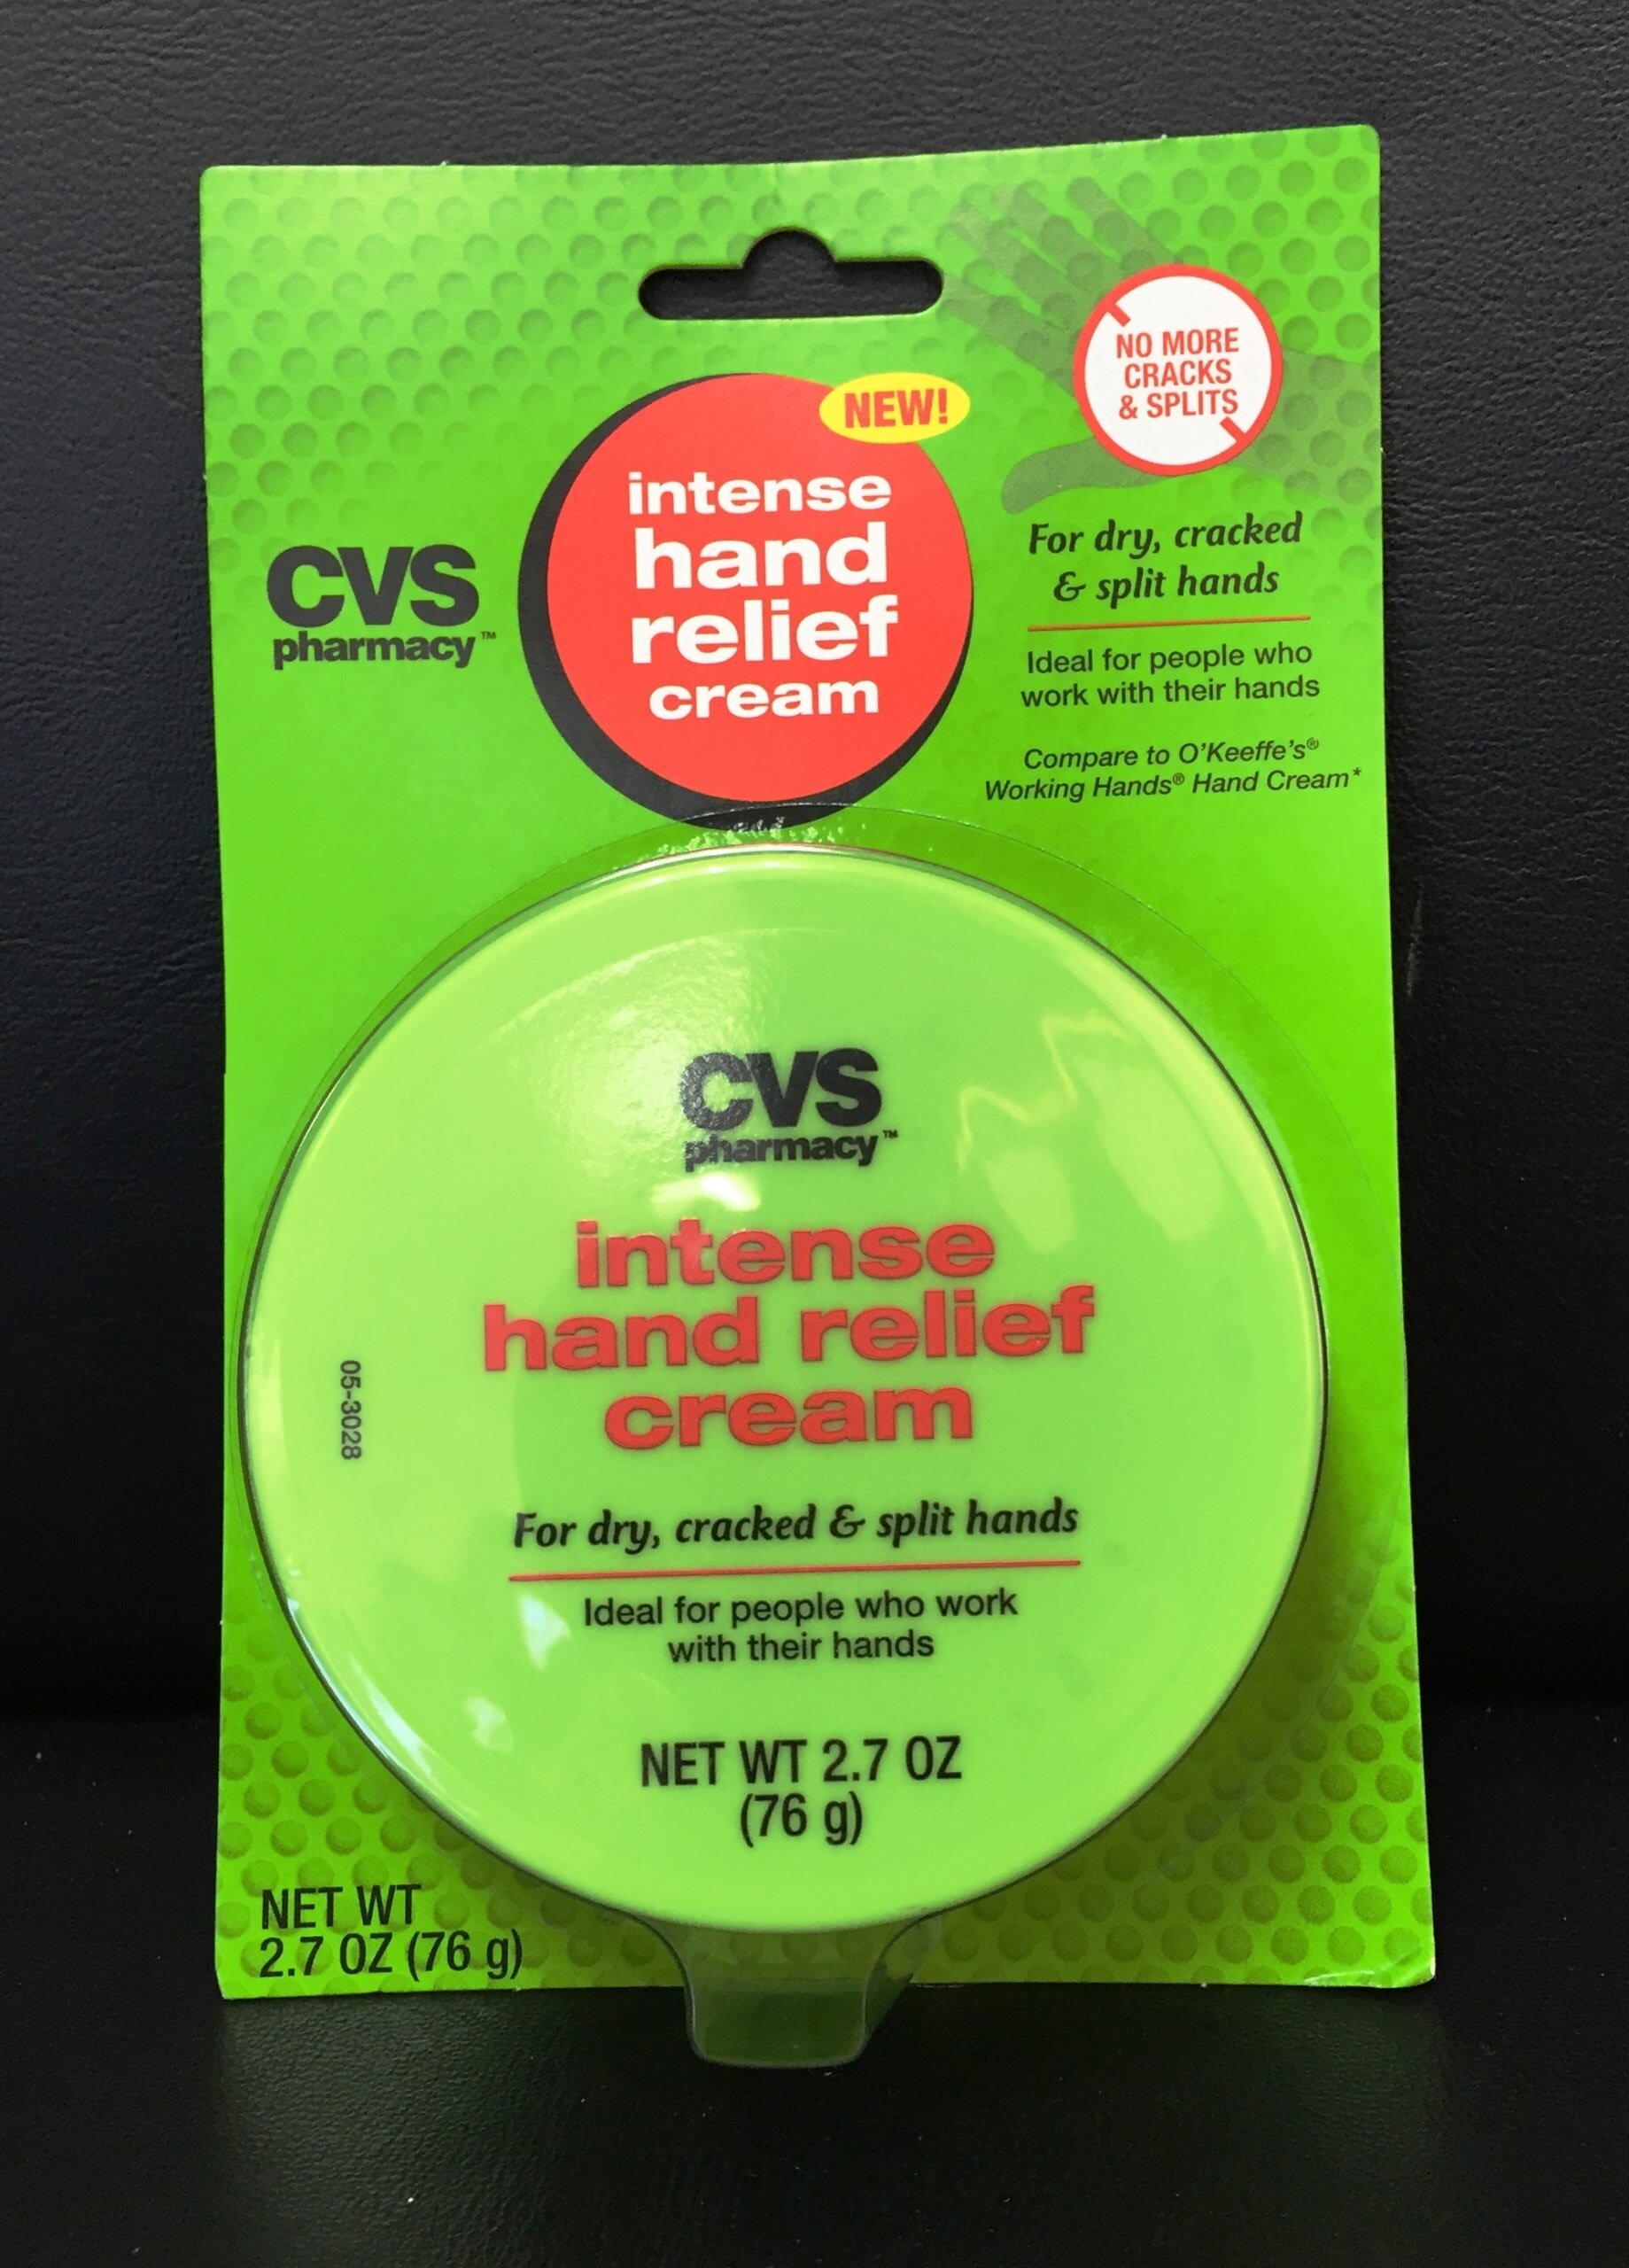 NO MORE
CRACKS
& SPLITS
NEW!
intense
hand
relief
cream
CVS
pharmacy™
For dry, cracked
& split hands
Ideal for people who
work with their hands
Compare to O'Keeffe's®
Working Hands® Hand Cream*
CVS
pharmacy™
intense
hand relief
cream
For dry, cracked & split hands
Ideal for people who work
with their hands
NET WT 2.7 OZ
(76 g)
05-3028
NET WT
2.7 OZ (76 g)